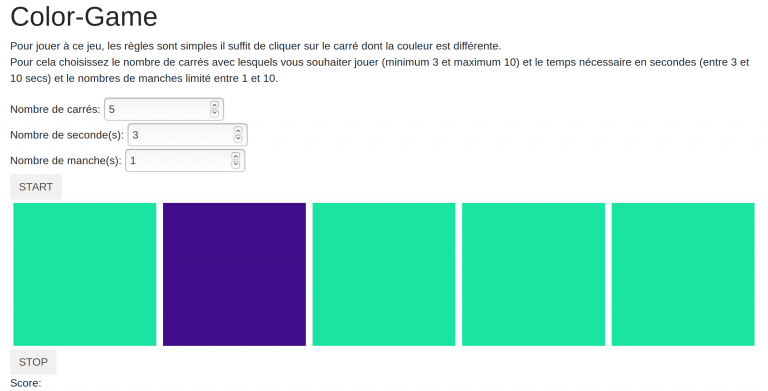 Color-Game
Pour jouer à ce jeu, les règles sont simples il suffit de cliquer sur le carré dont la couleur est différente.
Pour cela choisissez le nombre de carrés avec lesquels vous souhaiter jouer (minimum 3 et maximum 10) et le temps nécessaire en secondes (entre 3 et
10 secs) et le nombres de manches limité entre 1 et 10.
Nombre de carrés: 5
Nombre de seconde(s): 3
Nombre de manche(s): 1
START
STOP
Score: